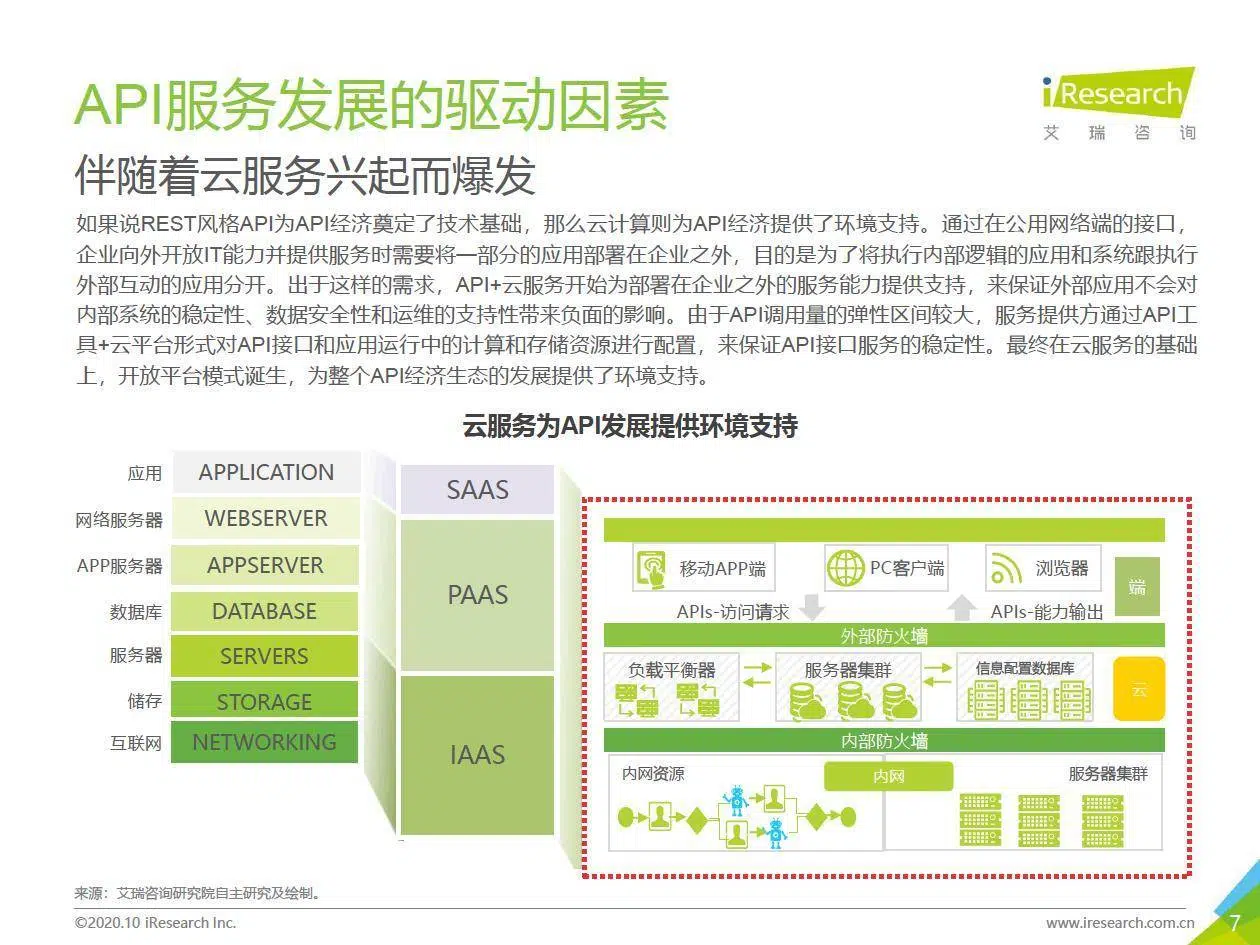 API服务发展的驱动因素
iResearch
艾瑞咨询
伴随着云服务兴起而爆发
如果说REST风格API为API经济奠定了技术基础，那么云计算则为API经济提供了环境支持。通过在公用网络端的接口，
企业向外开放IT能力并提供服务时需要将一部分的应用部署在企业之外，目的是为了将执行内部逻辑的应用和系统跟执行
外部互动的应用分开。出于这样的需求，API+云服务开始为部署在企业之外的服务能力提供支持，来保证外部应用不会对
内部系统的稳定性、数据安全性和运维的支持性带来负面的影响。由于API调用量的弹性区间较大，服务提供方通过API工
具+云平台形式对API接口和应用运行中的计算和存储资源进行配置，来保证API接口服务的稳定性。最终在云服务的基础
上，开放平台模式诞生，为整个API经济生态的发展提供了环境支持。
云服务为API发展提供环境支持
应用 APPLICATION
网络服务器 WEBSERVER
APP服务器 APPSERVER
数据库 DATABASE
服务器 SERVERS
储存 STORAGE
互联网 NETWORKING
SAAS
PAAS
IAAS
移动APP端 PC客户端 浏览器
端
APIs-访问请求 APIs-能力输出
外部防火墙
负载平衡器 服务器集群 信息配置数据库
云
内部防火墙
内网资源 内网 服务器集群
来源：艾瑞咨询研究院自主研究及绘制。
©2020.10 iResearch Inc. www.iresearch.com.cn 7